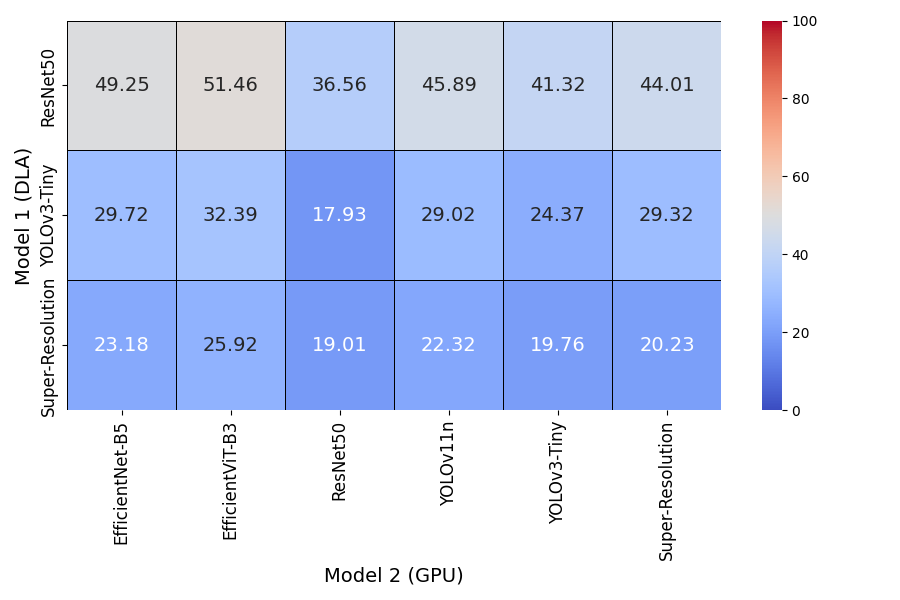 Model 1 (DLA)
ResNet50
49.25 51.46 36.56 45.89 41.32 44.01
YOLOv3-Tiny
29.72 32.39 17.93 29.02 24.37 29.32
Super-Resolution
23.18 25.92 19.01 22.32 19.76 20.23
EfficientNet-B5
EfficientViT-B3
ResNet50
YOLOv11n
YOLOv3-Tiny
Super-Resolution
Model 2 (GPU)
100
80
60
40
20
0